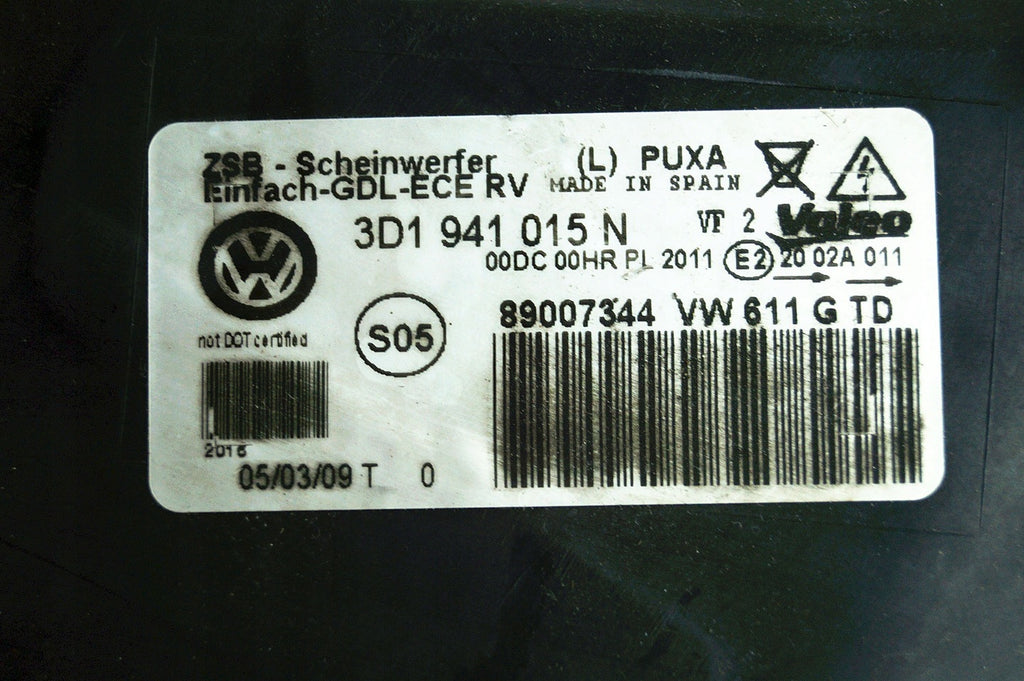 ZSB - Scheinwerfer (L) PUXA
Einfach-GDL-ECE RV MADE IN SPAIN
3D1 941 015 N VF 2 Valeo
00DC 00HR PL 2011 E2 20 02A 011
89007344 VW 611 G TD
not DOT certified
S05
2016
05/03/09 T 0